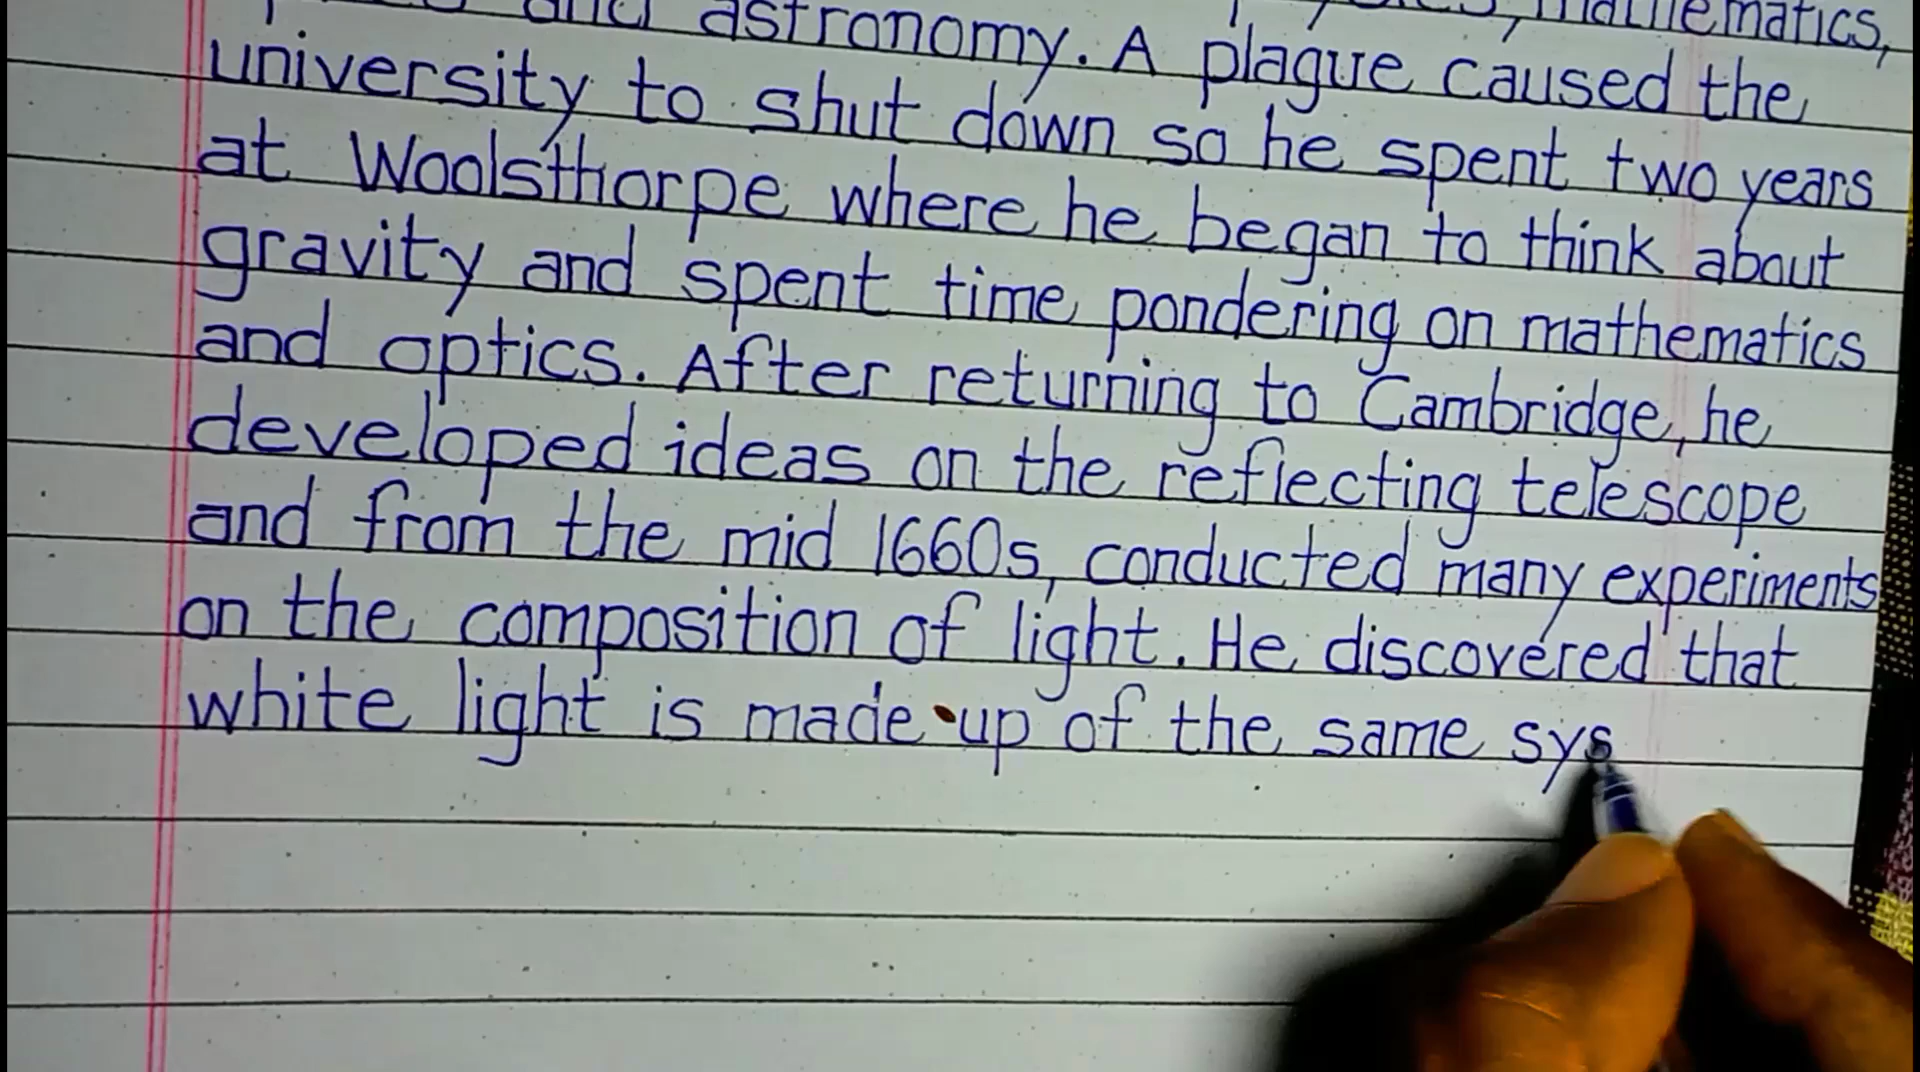 and astronomy. mathematics,
A plague caused the
university to shut down so he spent two years
at Woolsthorpe where he began to think about
gravity and spent time pondering on mathematics
and optics. After returning to Cambridge, he
developed ideas on the reflecting telescope
and from the mid 1660s, conducted many experiments
on the composition of light. He discovered that
white light is made up of the same sys